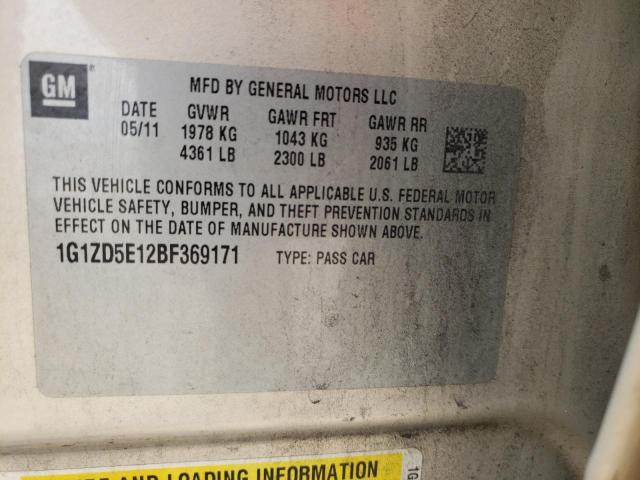 GM®
MFD BY GENERAL MOTORS LLC
DATE GVWR GAWR FRT GAWR RR
05/11 1978 KG 1043 KG 935 KG
4361 LB 2300 LB 2061 LB
THIS VEHICLE CONFORMS TO ALL APPLICABLE U.S. FEDERAL MOTOR
VEHICLE SAFETY, BUMPER, AND THEFT PREVENTION STANDARDS IN
EFFECT ON THE DATE OF MANUFACTURE SHOWN ABOVE.
1G1ZD5E12BF369171 TYPE: PASS CAR
AND LOADING INFORMATION
1G